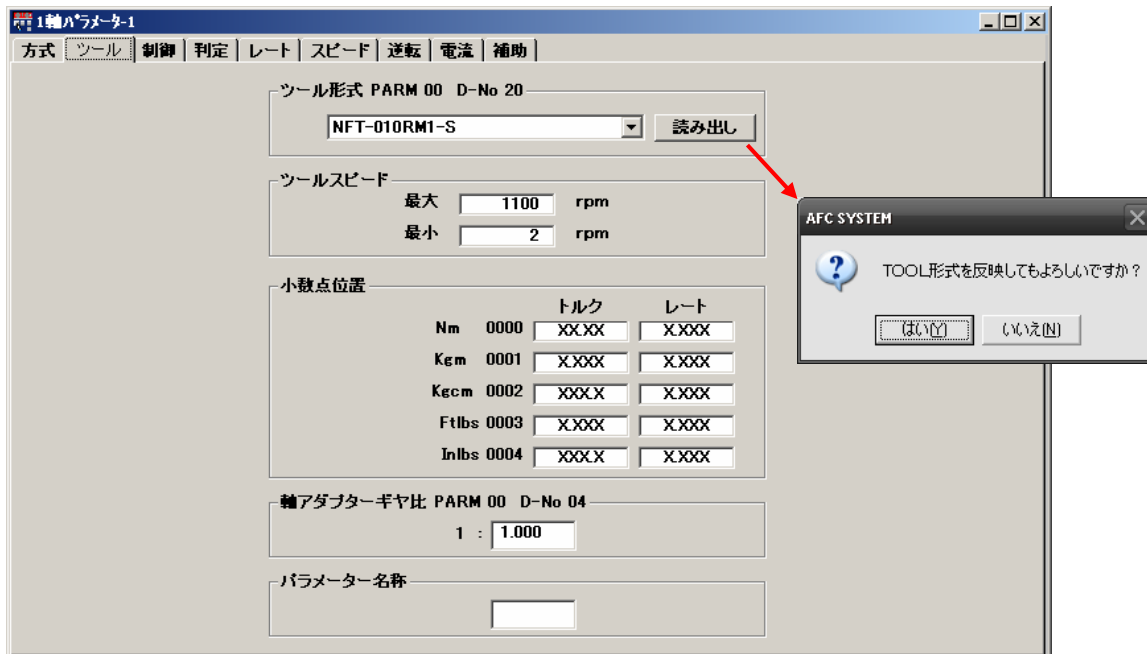 1軸パラメータ-1
方式 ツール 制御 判定 レート スピード 逆転 電流 補助
ツール形式 PARM 00 D-No 20
NFT-010RM1-S 読み出し
ツールスピード
最大 1100 rpm
最小 2 rpm
AFC SYSTEM
TOOL形式を反映してもよろしいですか？
はい(Y) いいえ(N)
小数点位置
トルク レート
Nm 0000 XX.XX X.XXX
Kgm 0001 X.XXX X.XXX
Kgcm 0002 XXX.X X.XXX
Ftlbs 0003 X.XXX X.XXX
Inlbs 0004 XXX.X X.XXX
軸アダプターギヤ比 PARM 00 D-No 04
1 : 1.000
パラメーター名称